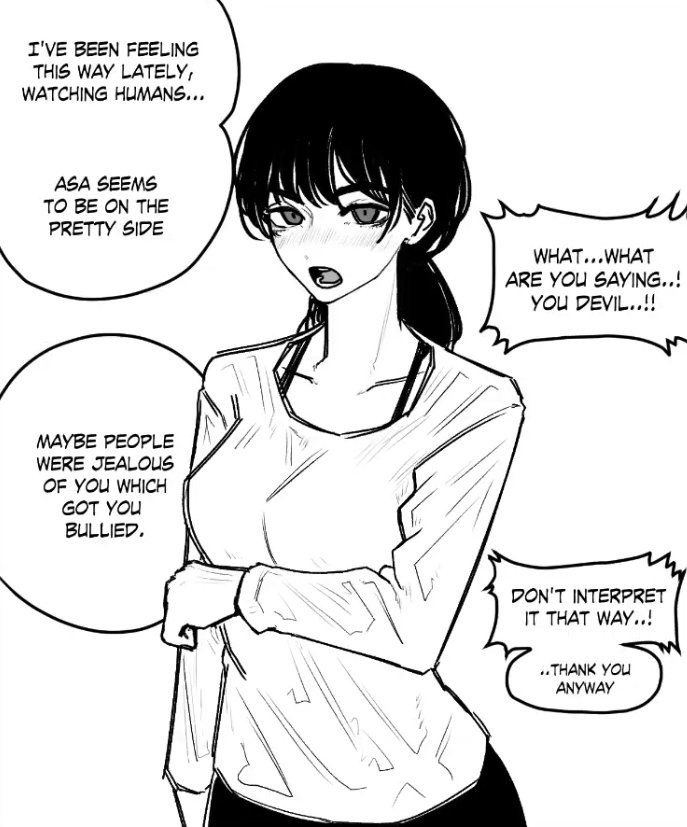 I'VE BEEN FEELING
THIS WAY LATELY,
WATCHING HUMANS...
ASA SEEMS
TO BE ON THE
PRETTY SIDE
WHAT...WHAT
ARE YOU SAYING..!
YOU DEVIL..!!
MAYBE PEOPLE
WERE JEALOUS
OF YOU WHICH
GOT YOU
BULLIED.
DON'T INTERPRET
IT THAT WAY..!
..THANK YOU
ANYWAY